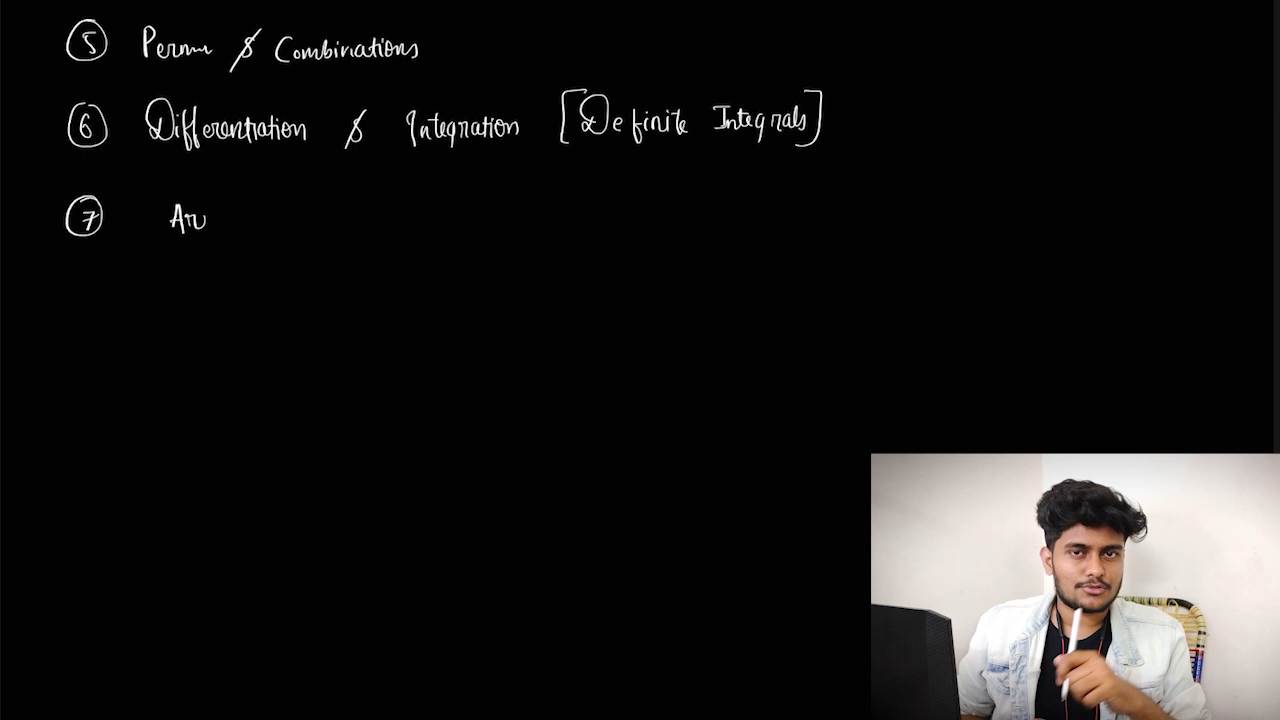 5 Perm & Combinations
6 Differentiation & Integration [Definite Integrals]
7 Ar